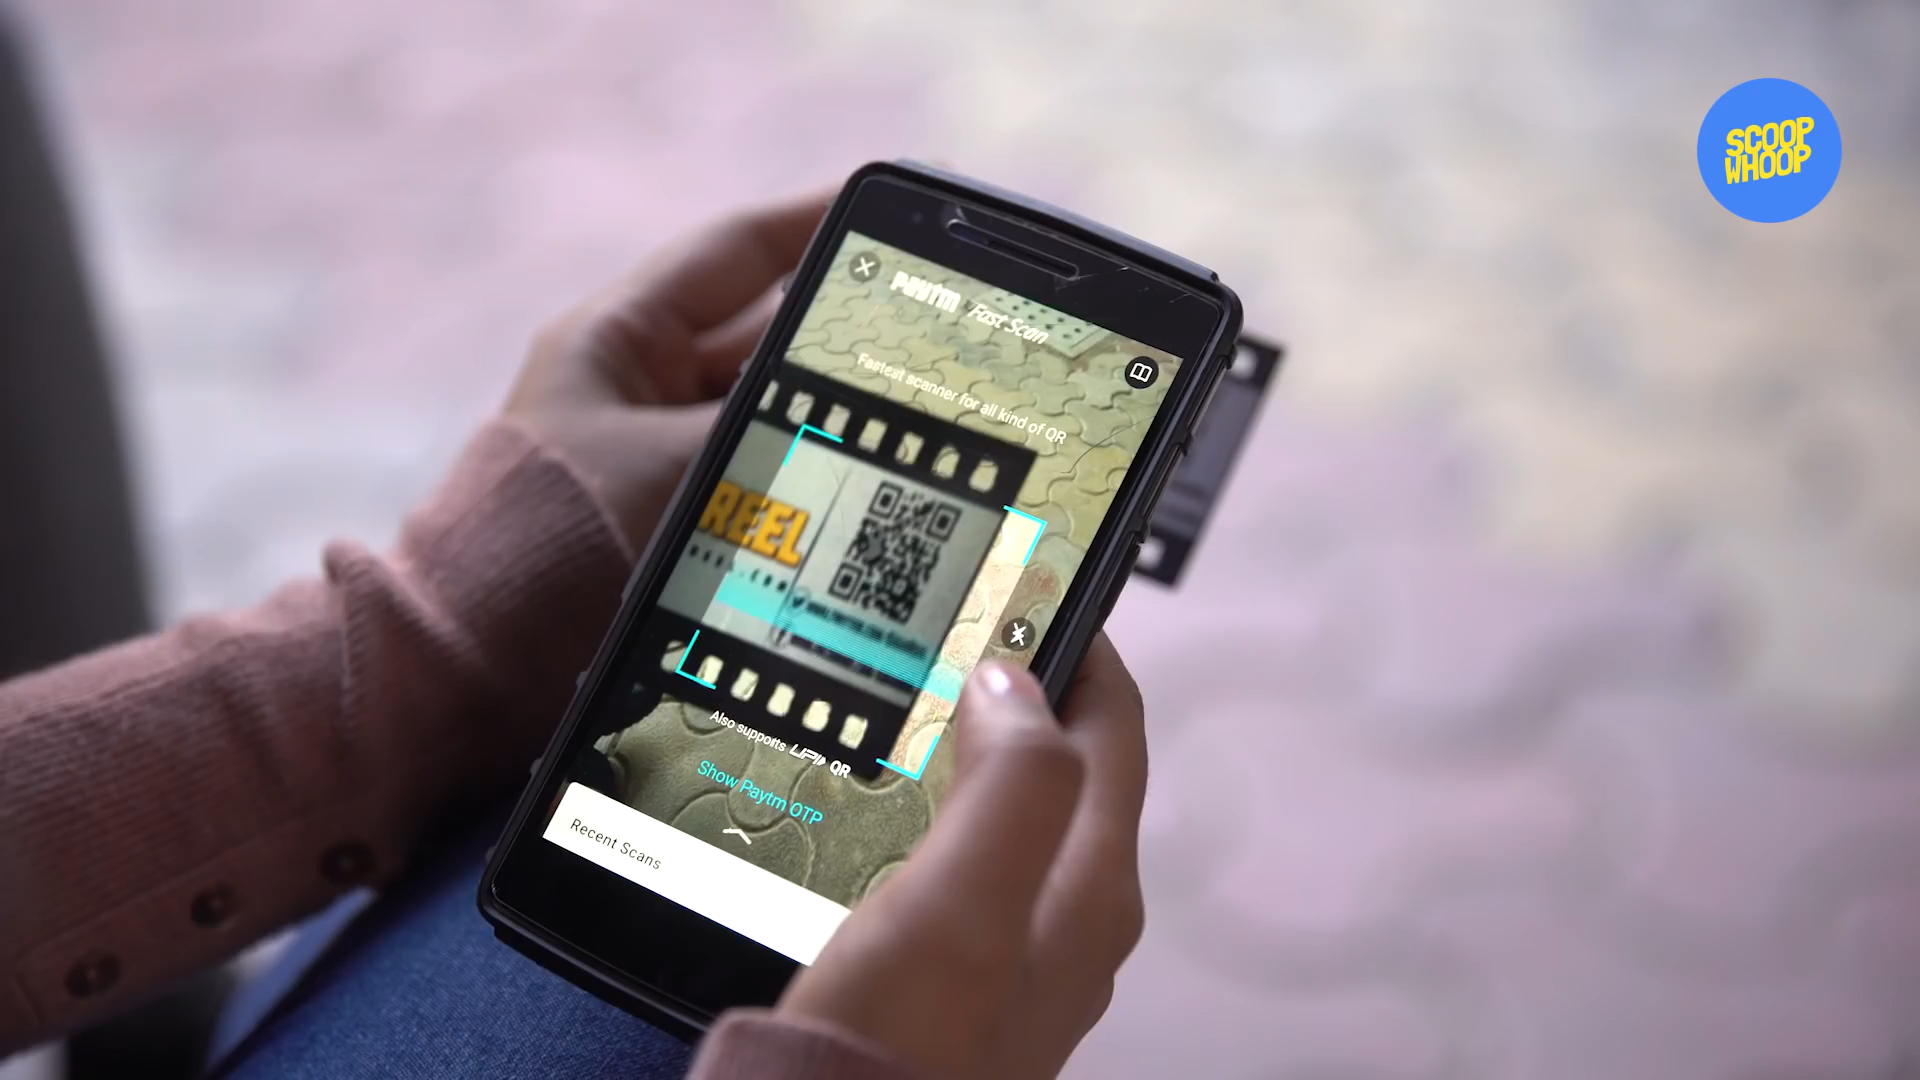 SCOOP
WHOOP
Paytm Fast Scan
Fastest scanner for all kind of QR
REEL
Also supports UPI QR
Show Paytm OTP
Recent Scans